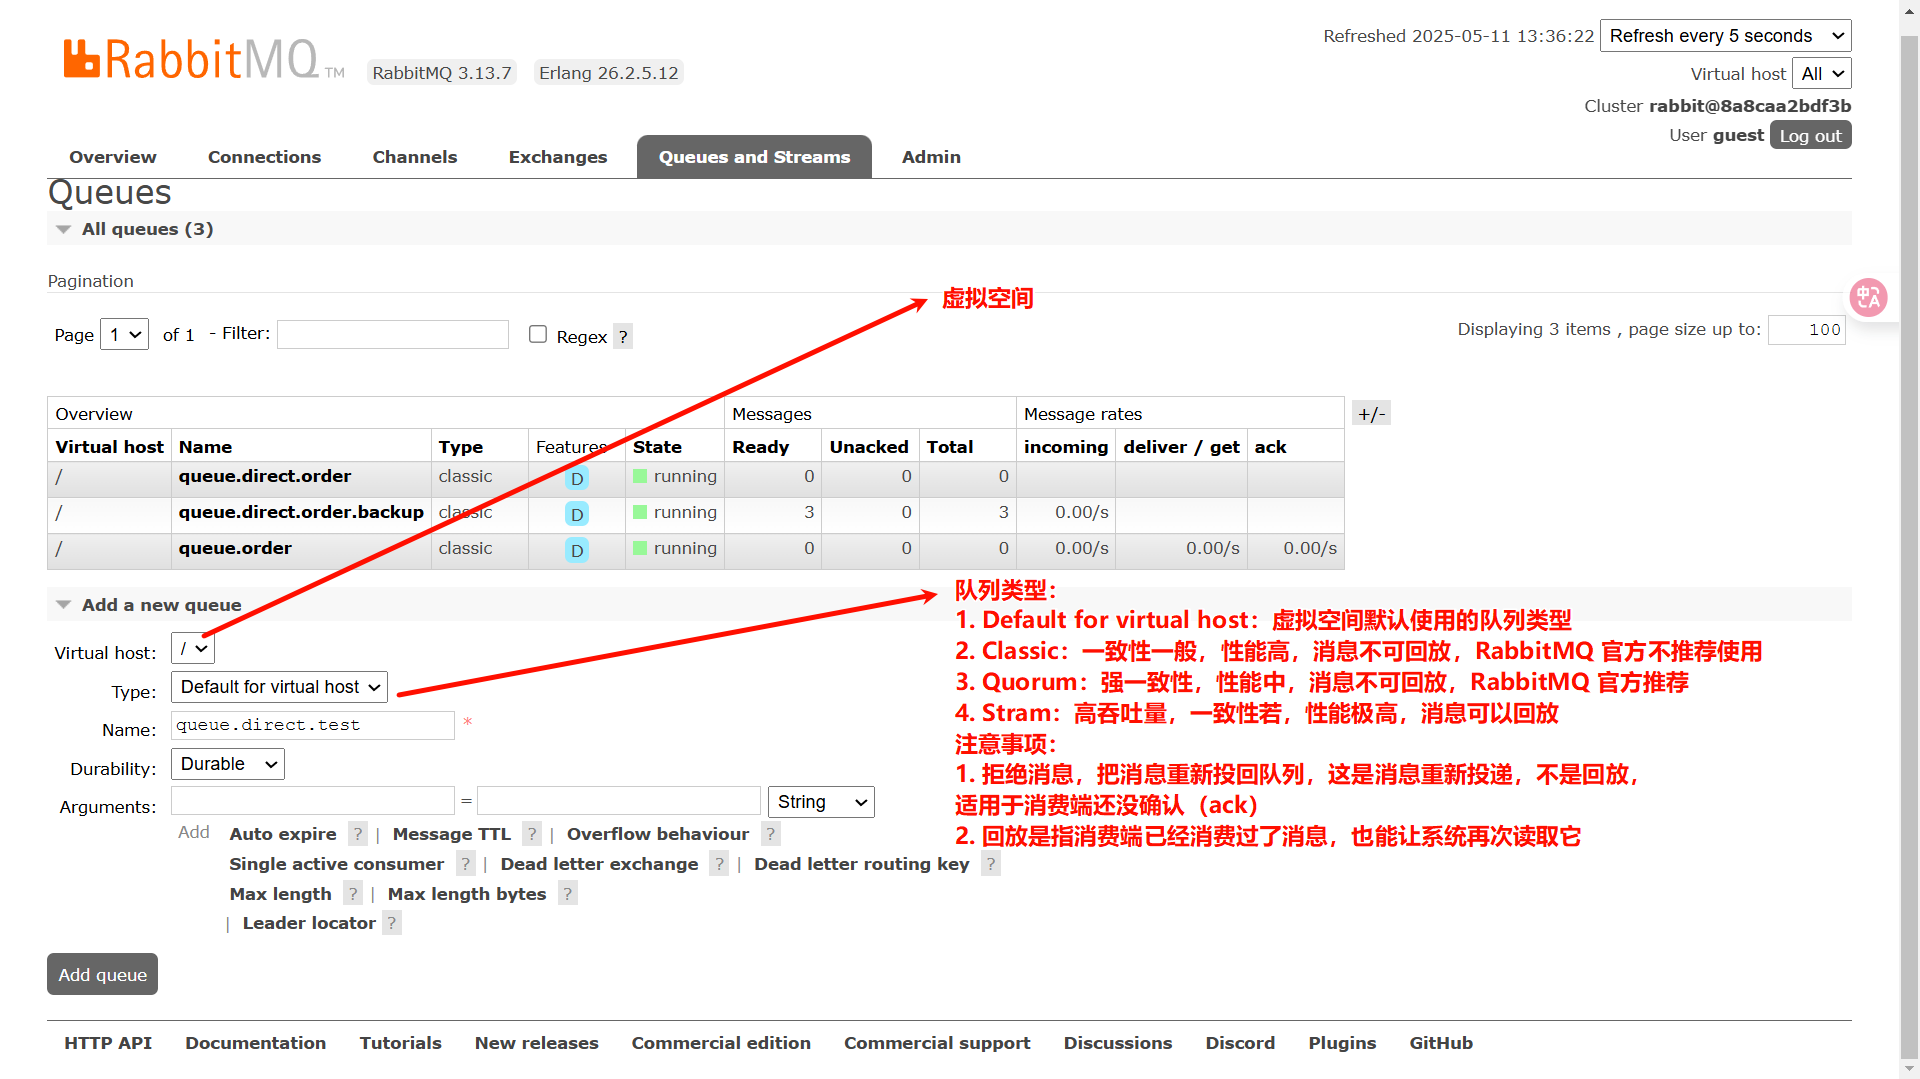 RabbitMQ TM
RabbitMQ 3.13.7 Erlang 26.2.5.12
Refreshed 2025-05-11 13:36:22 Refresh every 5 seconds
Virtual host All
Cluster rabbit@8a8caa2bdf3b
User guest Log out
Overview Connections Channels Exchanges Queues and Streams Admin
Queues
All queues (3)
Pagination
虚拟空间
Page 1 of 1 - Filter: Regex ?
Displaying 3 items , page size up to: 100
Overview Messages Message rates +/-
Virtual host Name Type Features State Ready Unacked Total incoming deliver / get ack
/ queue.direct.order classic D running 0 0 0
/ queue.direct.order.backup classic D running 3 0 3 0.00/s
/ queue.order classic D running 0 0 0 0.00/s 0.00/s 0.00/s
Add a new queue
Virtual host: /
Type: Default for virtual host
Name: queue.direct.test *
Durability: Durable
Arguments: = String
Add Auto expire ? | Message TTL ? | Overflow behaviour ?
Single active consumer ? | Dead letter exchange ? | Dead letter routing key ?
Max length ? | Max length bytes ?
| Leader locator ?
Add queue
队列类型：
1. Default for virtual host：虚拟空间默认使用的队列类型
2. Classic：一致性一般，性能高，消息不可回放，RabbitMQ 官方不推荐使用
3. Quorum：强一致性，性能中，消息不可回放，RabbitMQ 官方推荐
4. Stram：高吞吐量，一致性若，性能极高，消息可以回放
注意事项：
1. 拒绝消息，把消息重新投回队列，这是消息重新投递，不是回放，
适用于消费端还没确认（ack）
2. 回放是指消费端已经消费过了消息，也能让系统再次读取它
HTTP API Documentation Tutorials New releases Commercial edition Commercial support Discussions Discord Plugins GitHub
中A